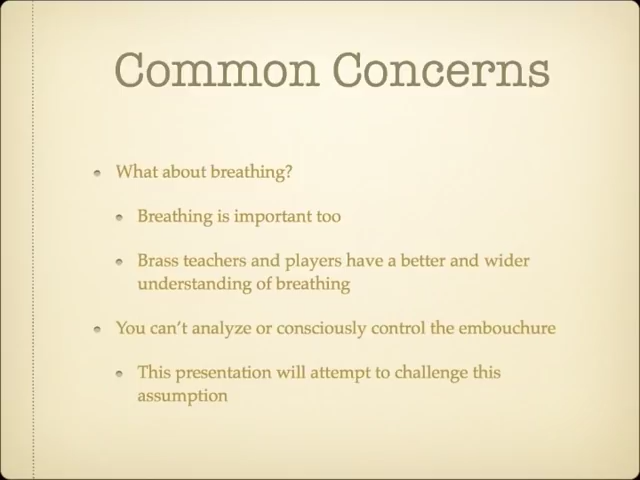 Common Concerns
What about breathing?
Breathing is important too
Brass teachers and players have a better and wider
understanding of breathing
You can't analyze or consciously control the embouchure
This presentation will attempt to challenge this
assumption